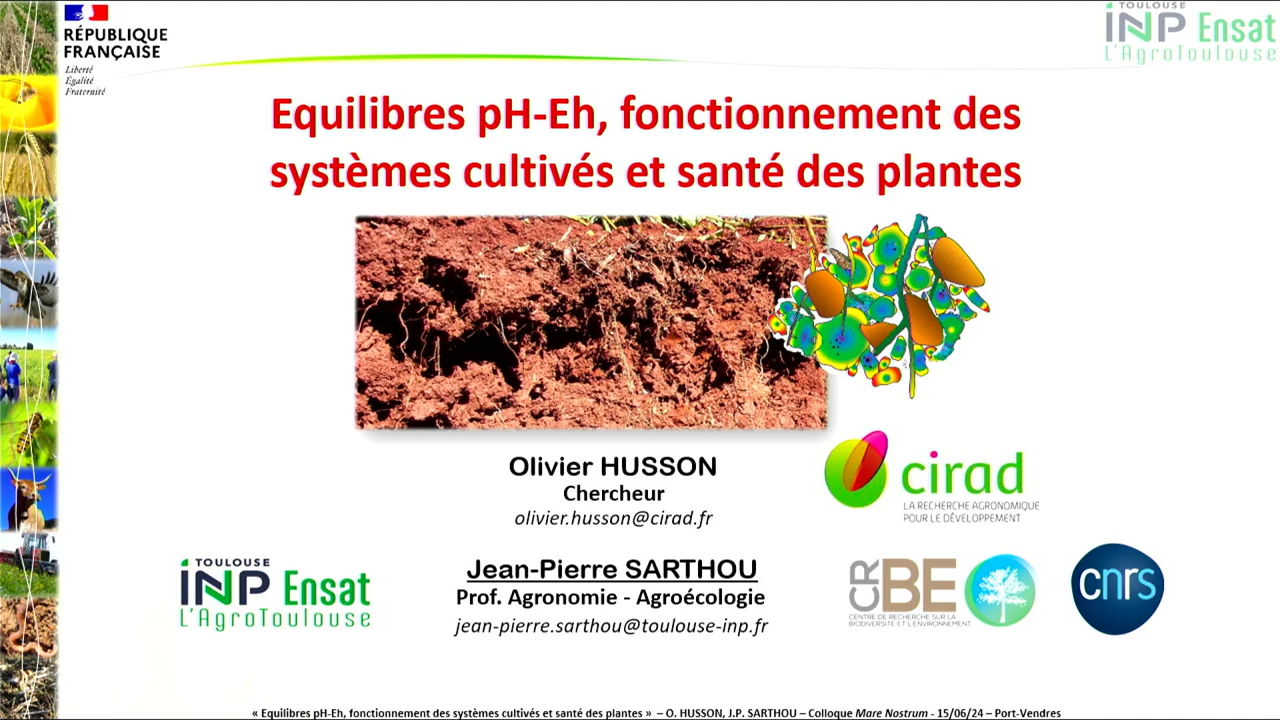 RÉPUBLIQUE
FRANÇAISE
Liberté
Égalité
Fraternité
TOULOUSE
INP Ensat
L'AgroToulouse
Equilibres pH-Eh, fonctionnement des
systèmes cultivés et santé des plantes
Olivier HUSSON
Chercheur
olivier.husson@cirad.fr
cirad
LA RECHERCHE AGRONOMIQUE
POUR LE DÉVELOPPEMENT
TOULOUSE
INP Ensat
L'AgroToulouse
Jean-Pierre SARTHOU
Prof. Agronomie - Agroécologie
jean-pierre.sarthou@toulouse-inp.fr
CRBE
CENTRE DE RECHERCHE SUR LA
BIODIVERSITÉ ET L'ENVIRONNEMENT
cnrs
« Equilibres pH-Eh, fonctionnement des systèmes cultivés et santé des plantes » – O. HUSSON, J.P. SARTHOU – Colloque Mare Nostrum - 15/06/24 – Port-Vendres